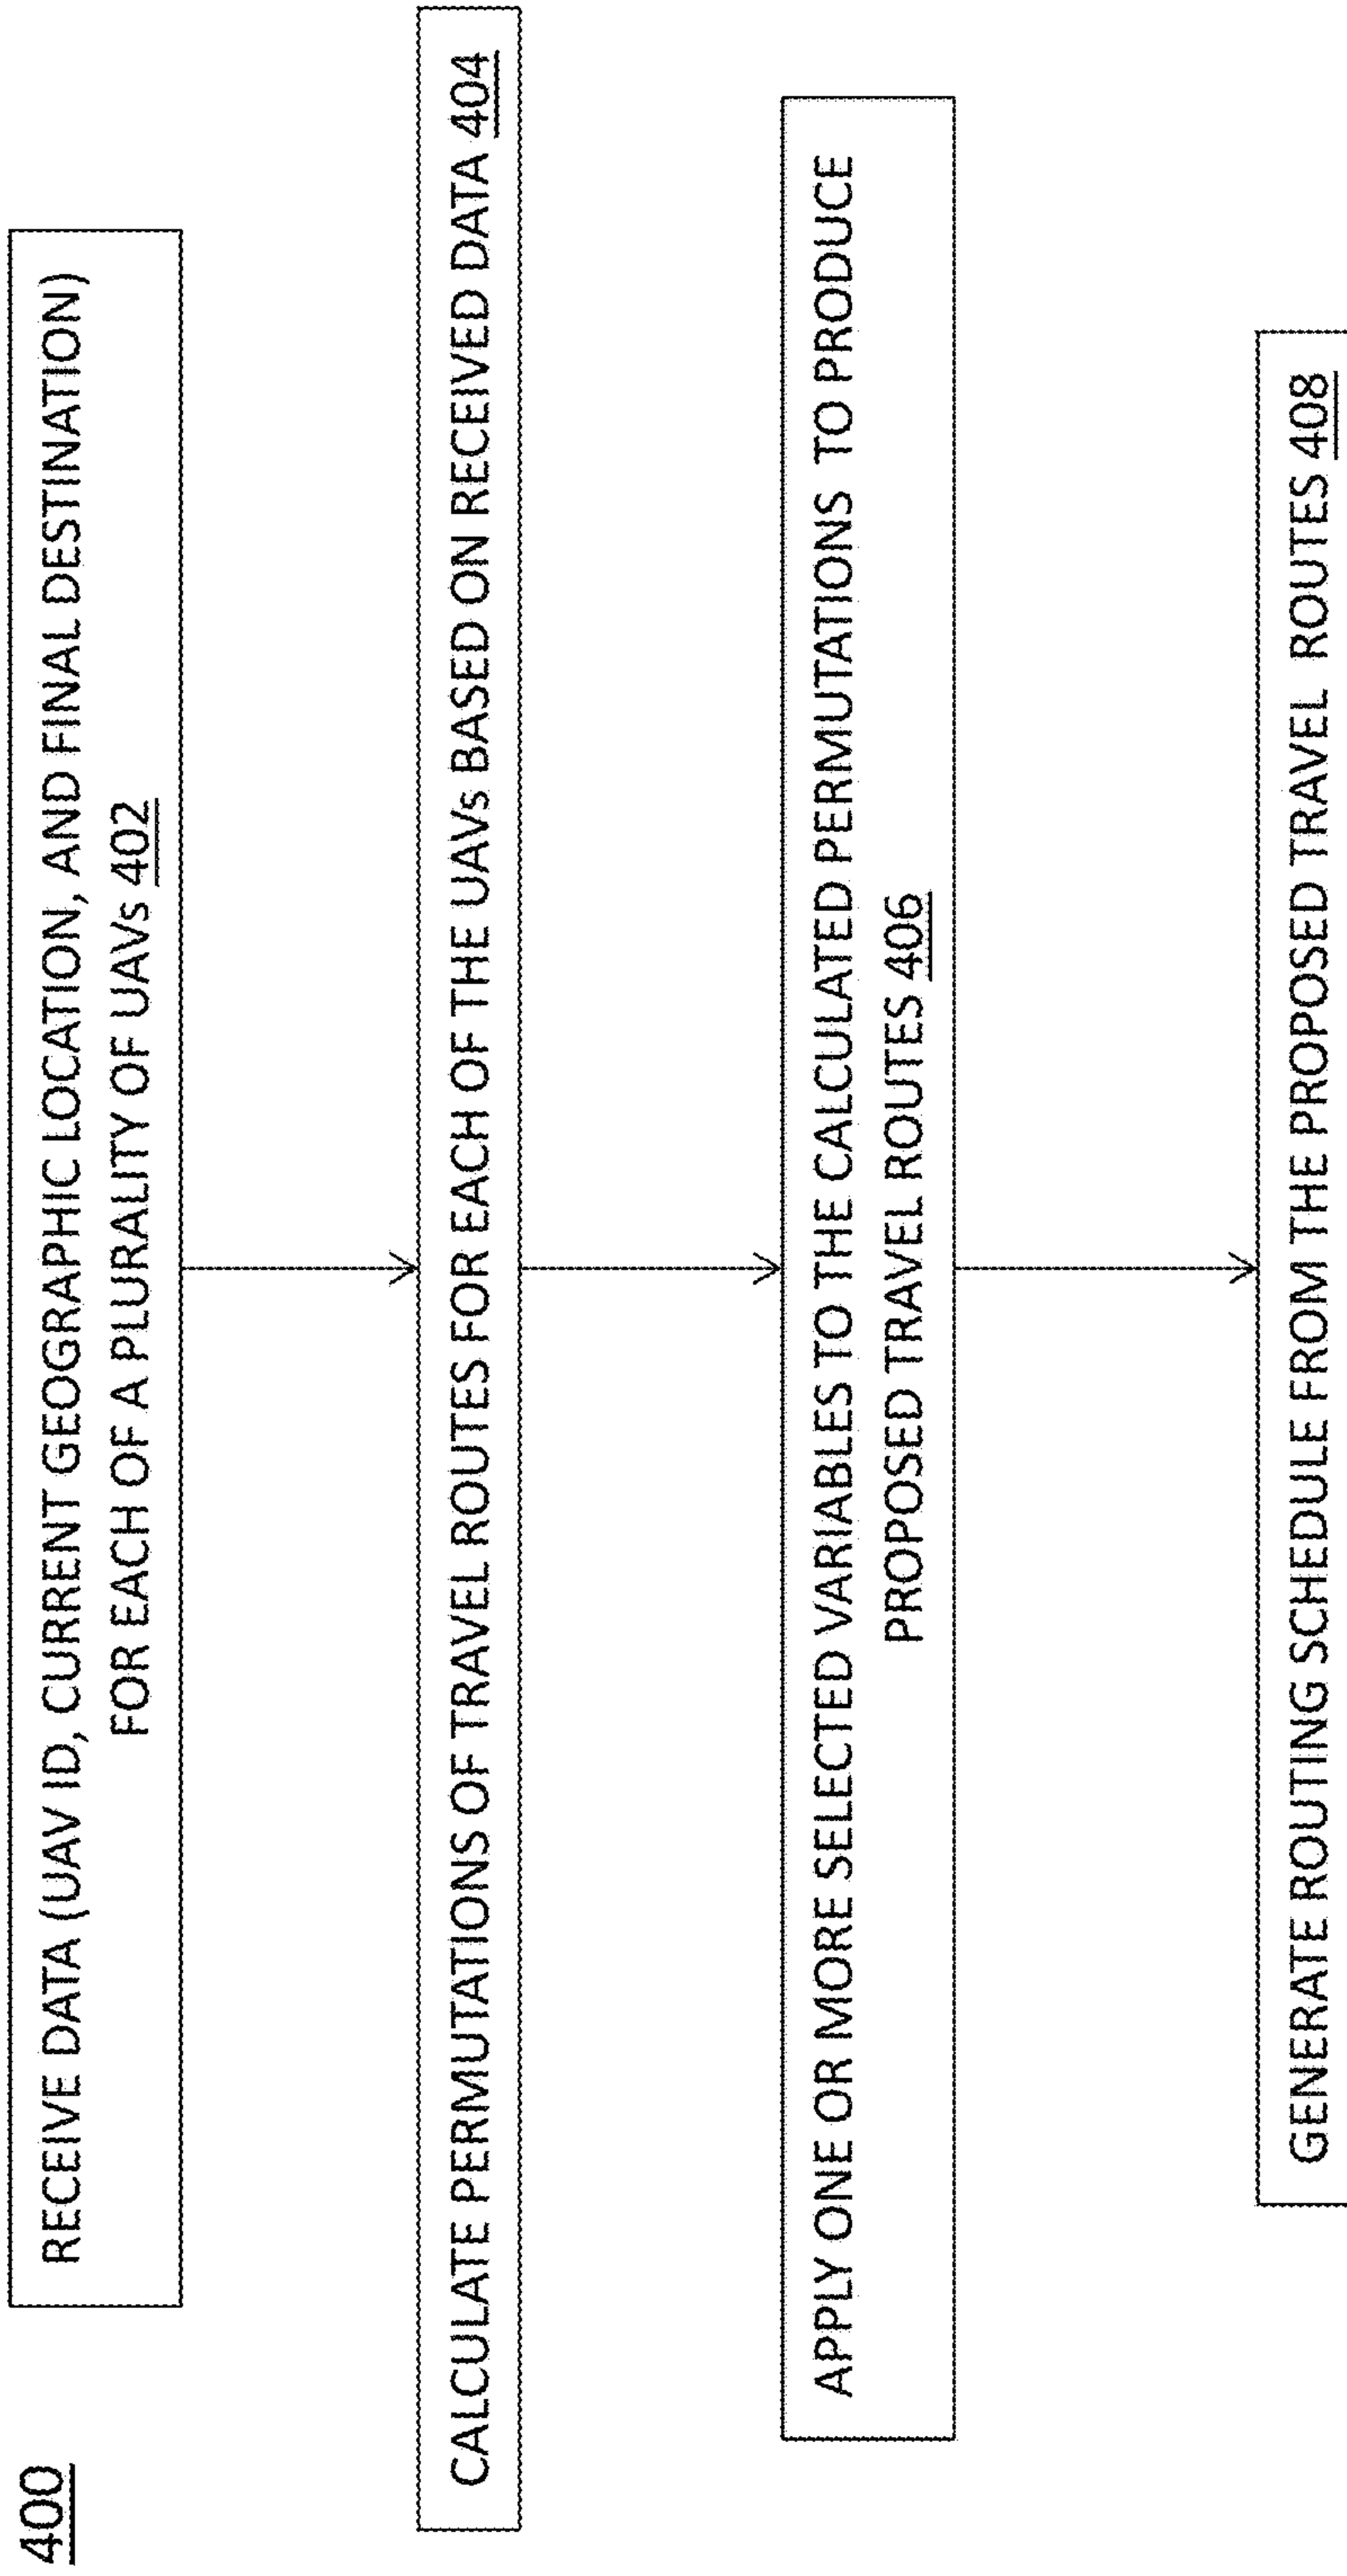 400
RECEIVE DATA (UAV ID, CURRENT GEOGRAPHIC LOCATION, AND FINAL DESTINATION)
FOR EACH OF A PLURALITY OF UAVs 402
CALCULATE PERMUTATIONS OF TRAVEL ROUTES FOR EACH OF THE UAVs BASED ON RECEIVED DATA 404
APPLY ONE OR MORE SELECTED VARIABLES TO THE CALCULATED PERMUTATIONS TO PRODUCE
PROPOSED TRAVEL ROUTES 406
GENERATE ROUTING SCHEDULE FROM THE PROPOSED TRAVEL ROUTES 408